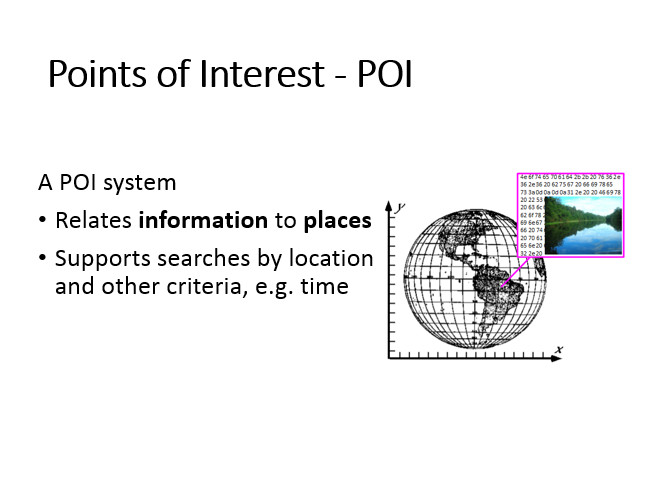 Points of Interest - POI
A POI system
• Relates information to places
• Supports searches by location
and other criteria, e.g. time
y
4e 6f 74 65 70 61 64 2b 2b 20 76 36 2e
36 2e 36 20 62 75 67 20 66 69 78 65
73 3a 0d 0a 0d 0a 31 2e 20 20 46 69 78
20 22 53
20 63 6c
62 6f 78
69 6e 67
66 20 74
20 70 61
65 6e 20
32 2e 20
x